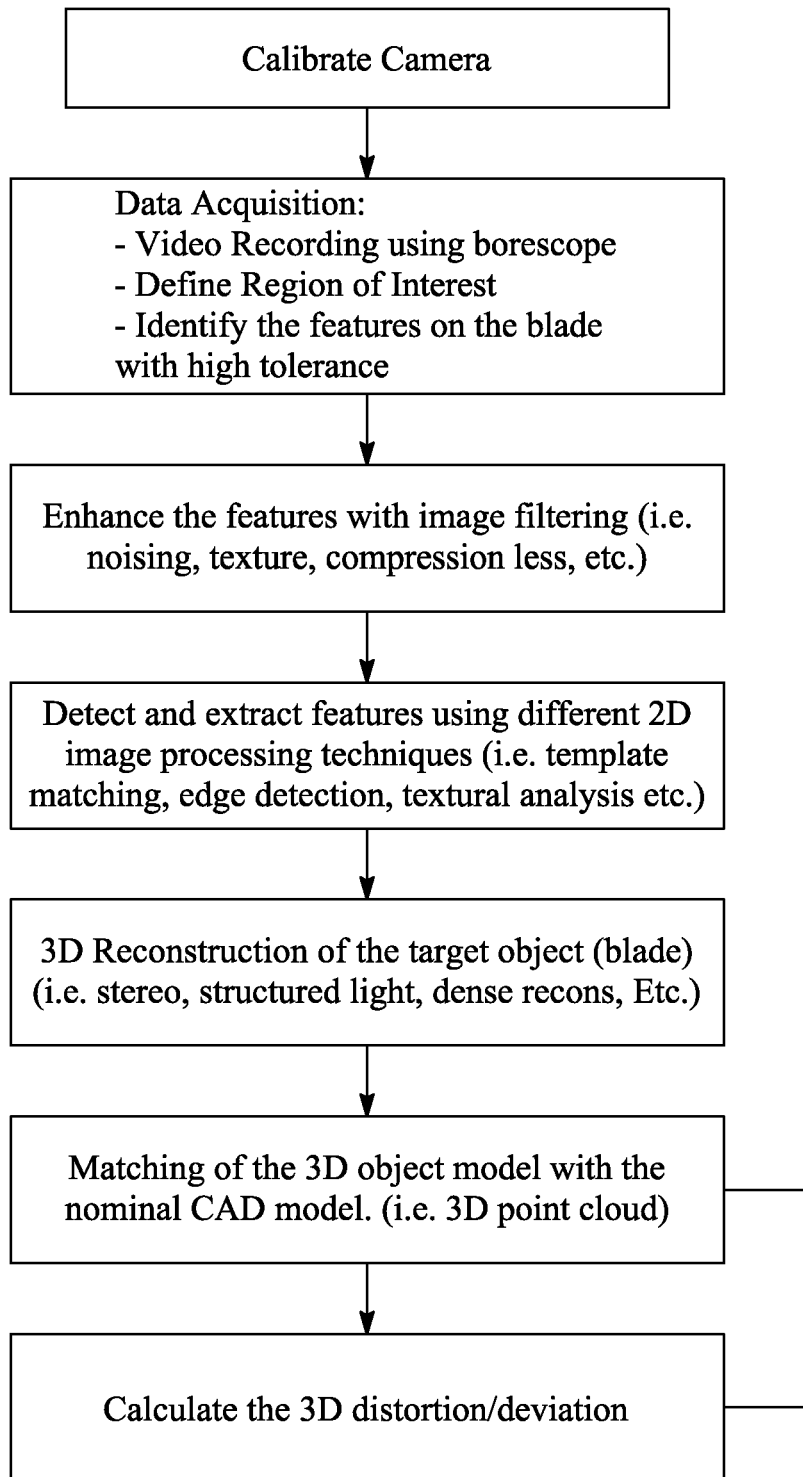 Calibrate Camera
Data Acquisition:
- Video Recording using borescope
- Define Region of Interest
- Identify the features on the blade
with high tolerance
Enhance the features with image filtering (i.e.
noising, texture, compression less, etc.)
Detect and extract features using different 2D
image processing techniques (i.e. template
matching, edge detection, textural analysis etc.)
3D Reconstruction of the target object (blade)
(i.e. stereo, structured light, dense recons, Etc.)
Matching of the 3D object model with the
nominal CAD model. (i.e. 3D point cloud)
Calculate the 3D distortion/deviation